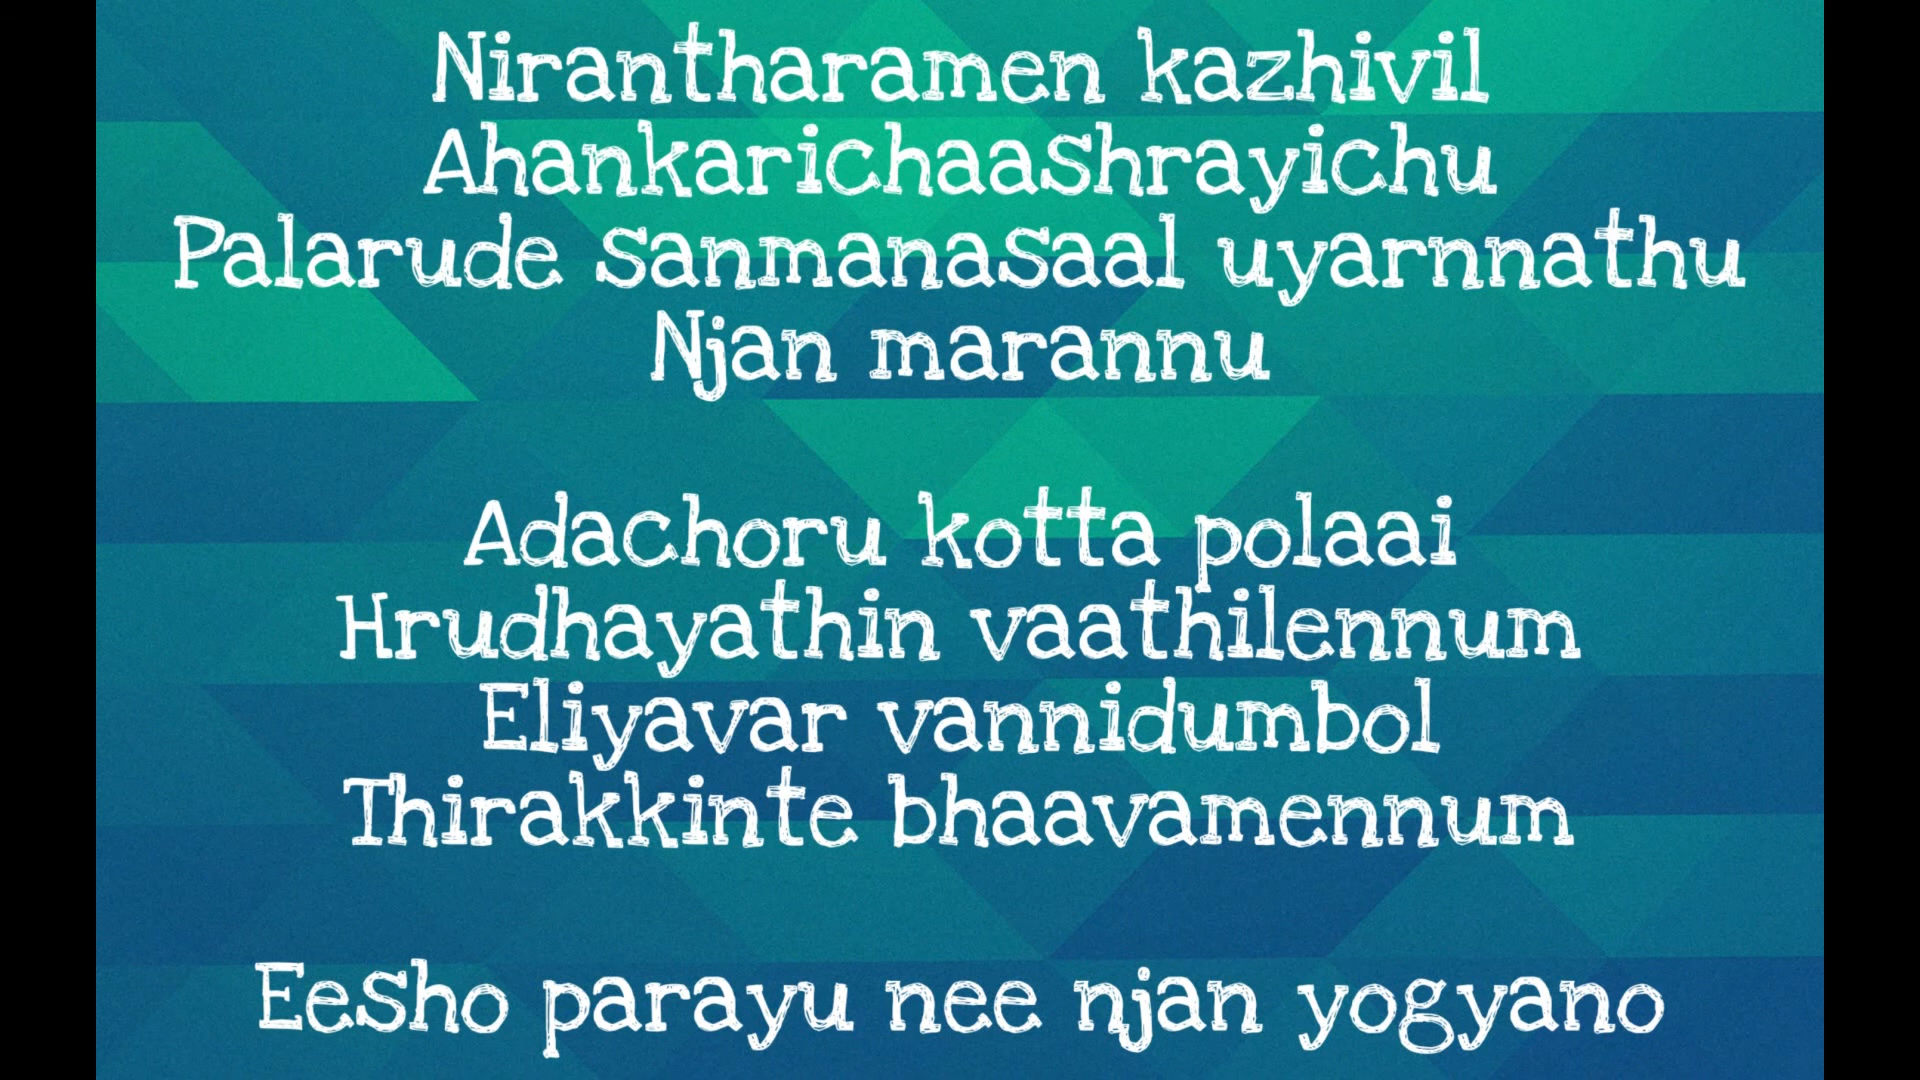 Nirantharamen kazhivil
Ahankarichaashrayichu
Palarude sanmanasaal uyarnnathu
Njan marannu
Adachoru kotta polaai
Hrudhayathin vaathilennum
Eliyavar vannidumbol
Thirakkinte bhaavamennum
Eesho parayu nee njan yogyano